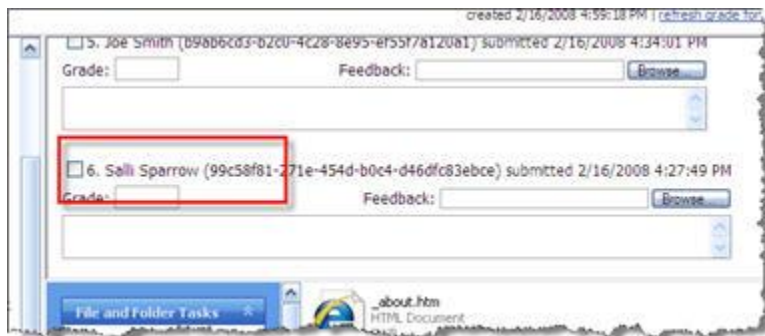 created 2/16/2008 4:59:18 PM | refresh grade for
5. Joe Smith (b9ab6cd3-b2c0-4c28-8e95-ef55f7a120a1) submitted 2/16/2008 4:34:01 PM
Grade: Feedback: Browse...
6. Salli Sparrow (99c58f81-271e-454d-b0c4-d46dfc83ebce) submitted 2/16/2008 4:27:49 PM
Grade: Feedback: Browse...
File and Folder Tasks
_about.htm
HTML Document